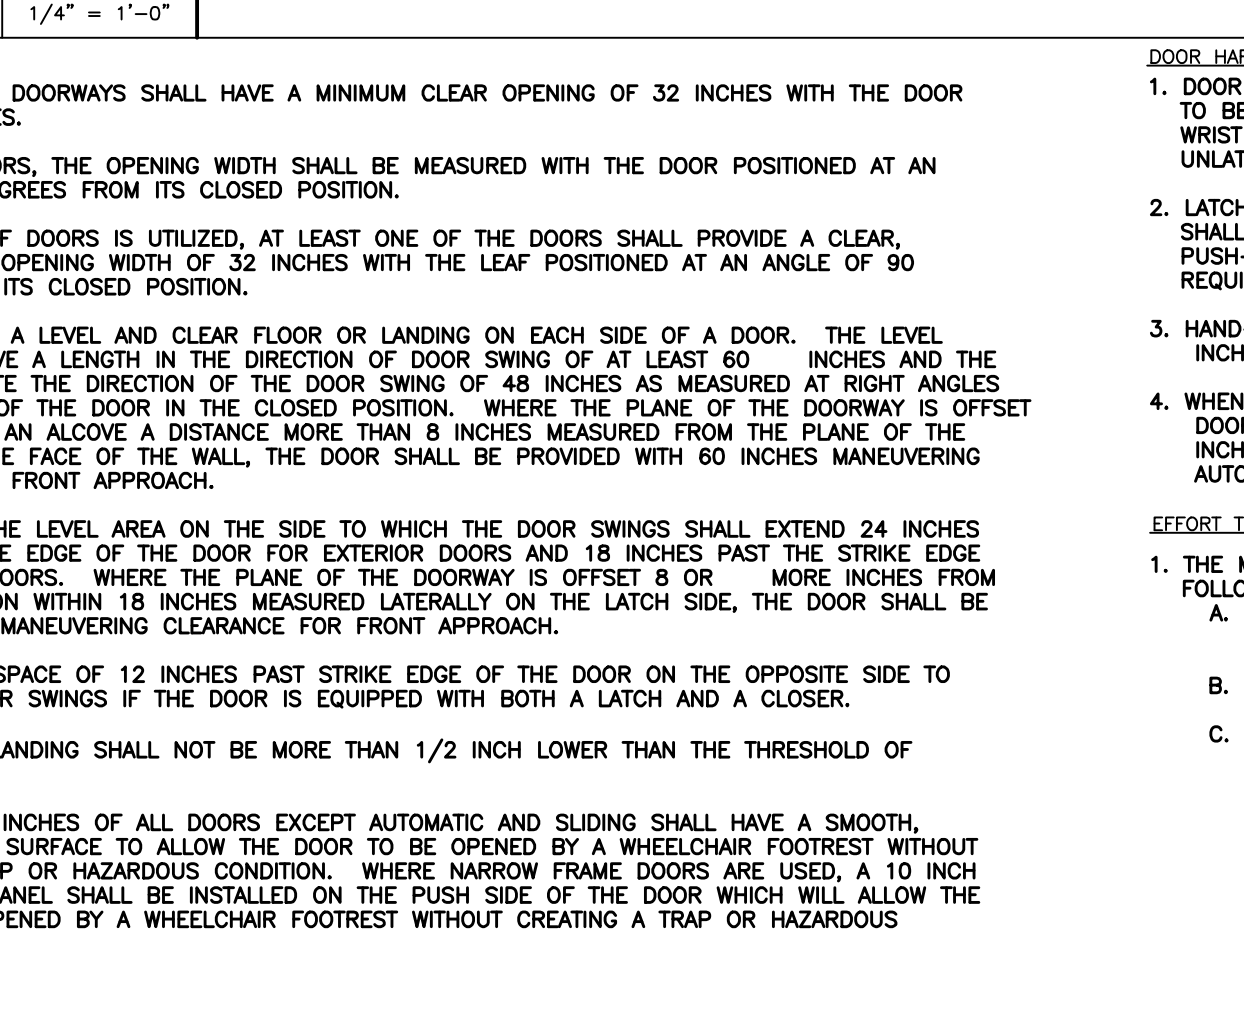 1/4" = 1'-0"
DOORWAYS SHALL HAVE A MINIMUM CLEAR OPENING OF 32 INCHES WITH THE DOOR
ES.
ORS, THE OPENING WIDTH SHALL BE MEASURED WITH THE DOOR POSITIONED AT AN
GREES FROM ITS CLOSED POSITION.
F DOORS IS UTILIZED, AT LEAST ONE OF THE DOORS SHALL PROVIDE A CLEAR,
OPENING WIDTH OF 32 INCHES WITH THE LEAF POSITIONED AT AN ANGLE OF 90
ITS CLOSED POSITION.
A LEVEL AND CLEAR FLOOR OR LANDING ON EACH SIDE OF A DOOR. THE LEVEL
VE A LENGTH IN THE DIRECTION OF DOOR SWING OF AT LEAST 60 INCHES AND THE
TE THE DIRECTION OF THE DOOR SWING OF 48 INCHES AS MEASURED AT RIGHT ANGLES
OF THE DOOR IN THE CLOSED POSITION. WHERE THE PLANE OF THE DOORWAY IS OFFSET
AN ALCOVE A DISTANCE MORE THAN 8 INCHES MEASURED FROM THE PLANE OF THE
E FACE OF THE WALL, THE DOOR SHALL BE PROVIDED WITH 60 INCHES MANEUVERING
FRONT APPROACH.
HE LEVEL AREA ON THE SIDE TO WHICH THE DOOR SWINGS SHALL EXTEND 24 INCHES
E EDGE OF THE DOOR FOR EXTERIOR DOORS AND 18 INCHES PAST THE STRIKE EDGE
OORS. WHERE THE PLANE OF THE DOORWAY IS OFFSET 8 OR MORE INCHES FROM
ON WITHIN 18 INCHES MEASURED LATERALLY ON THE LATCH SIDE, THE DOOR SHALL BE
MANEUVERING CLEARANCE FOR FRONT APPROACH.
SPACE OF 12 INCHES PAST STRIKE EDGE OF THE DOOR ON THE OPPOSITE SIDE TO
R SWINGS IF THE DOOR IS EQUIPPED WITH BOTH A LATCH AND A CLOSER.
LANDING SHALL NOT BE MORE THAN 1/2 INCH LOWER THAN THE THRESHOLD OF
INCHES OF ALL DOORS EXCEPT AUTOMATIC AND SLIDING SHALL HAVE A SMOOTH,
SURFACE TO ALLOW THE DOOR TO BE OPENED BY A WHEELCHAIR FOOTREST WITHOUT
P OR HAZARDOUS CONDITION. WHERE NARROW FRAME DOORS ARE USED, A 10 INCH
PANEL SHALL BE INSTALLED ON THE PUSH SIDE OF THE DOOR WHICH WILL ALLOW THE
PENED BY A WHEELCHAIR FOOTREST WITHOUT CREATING A TRAP OR HAZARDOUS
DOOR HAR
1. DOOR
TO BE
WRIST
UNLAT
2. LATCH
SHALL
PUSH-
REQUI
3. HAND-
INCH
4. WHEN
DOOR
INCH
AUTO
EFFORT T
1. THE M
FOLLO
A.
B.
C.